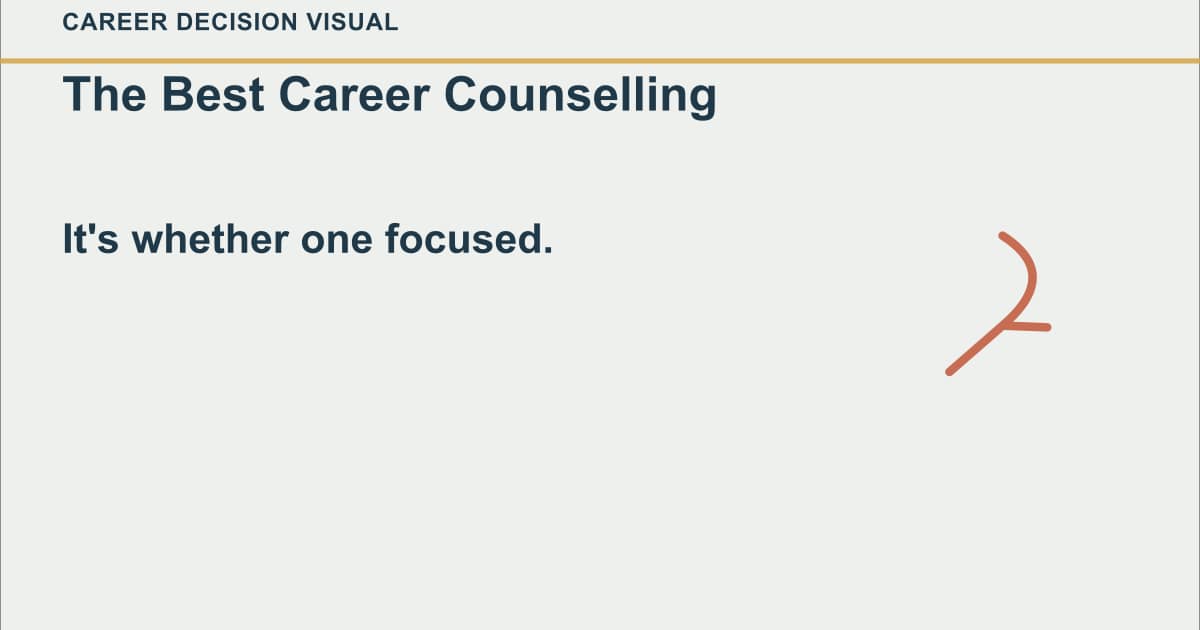 CAREER DECISION VISUAL
The Best Career Counselling
It's whether one focused.